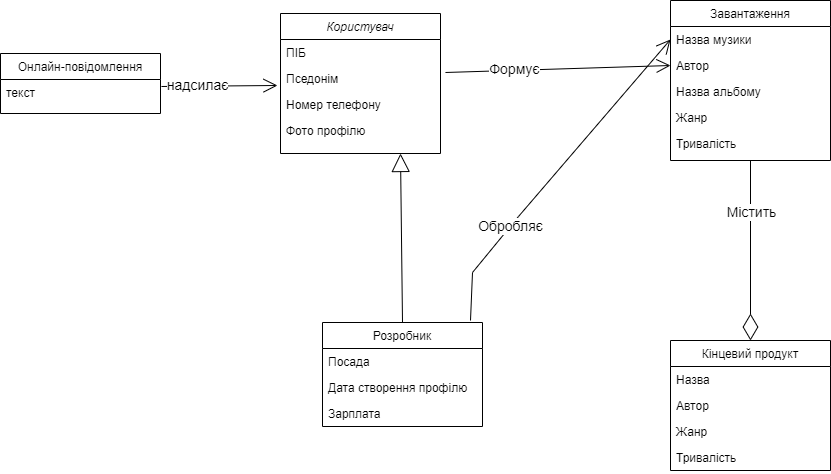 Онлайн-повідомлення
текст
надсилає
Користувач
ПІБ
Пседонім
Номер телефону
Фото профілю
Формує
Завантаження
Назва музики
Автор
Назва альбому
Жанр
Тривалість
Обробляє
Містить
Розробник
Посада
Дата створення профілю
Зарплата
Кінцевий продукт
Назва
Автор
Жанр
Тривалість